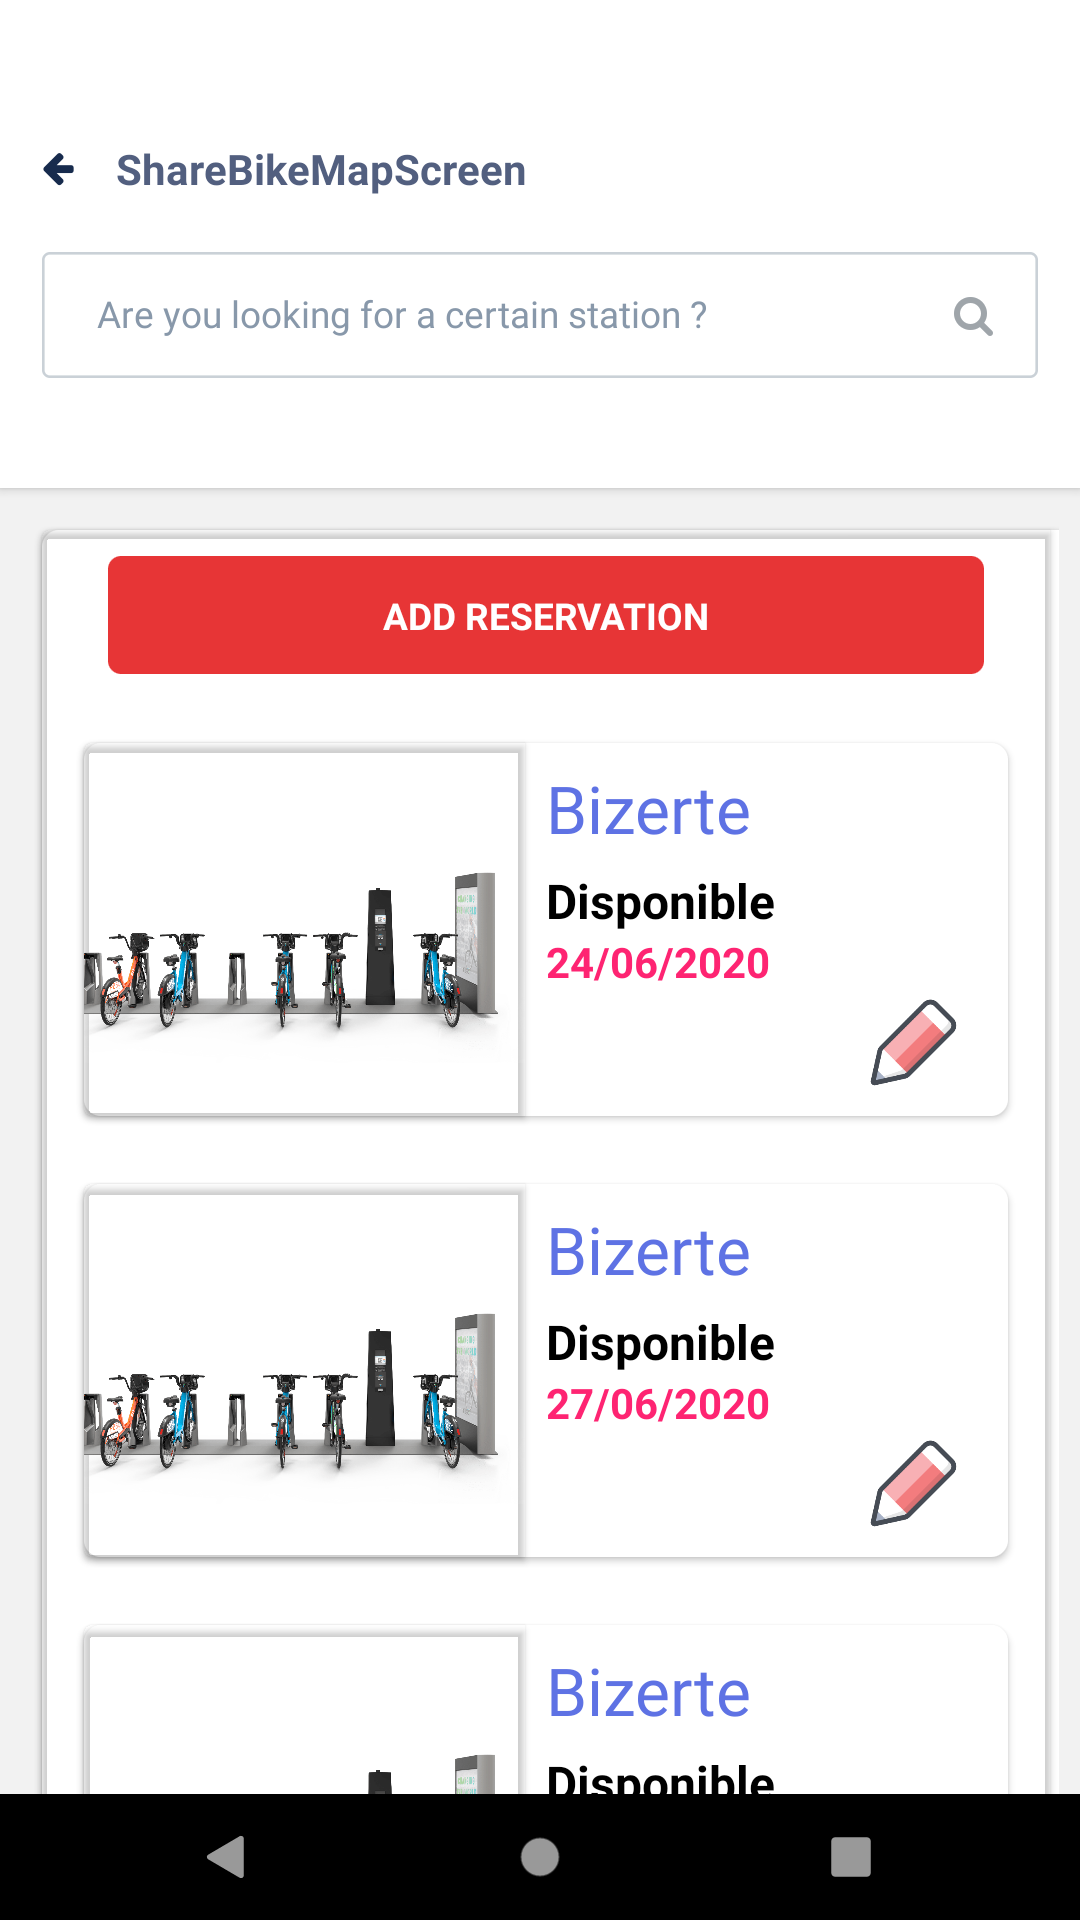 ShareBikeMapScreen
Are you looking for a certain station ?
ADD RESERVATION
Bizerte
Disponible
24/06/2020
Bizerte
Disponible
27/06/2020
Bizerte
Disponible